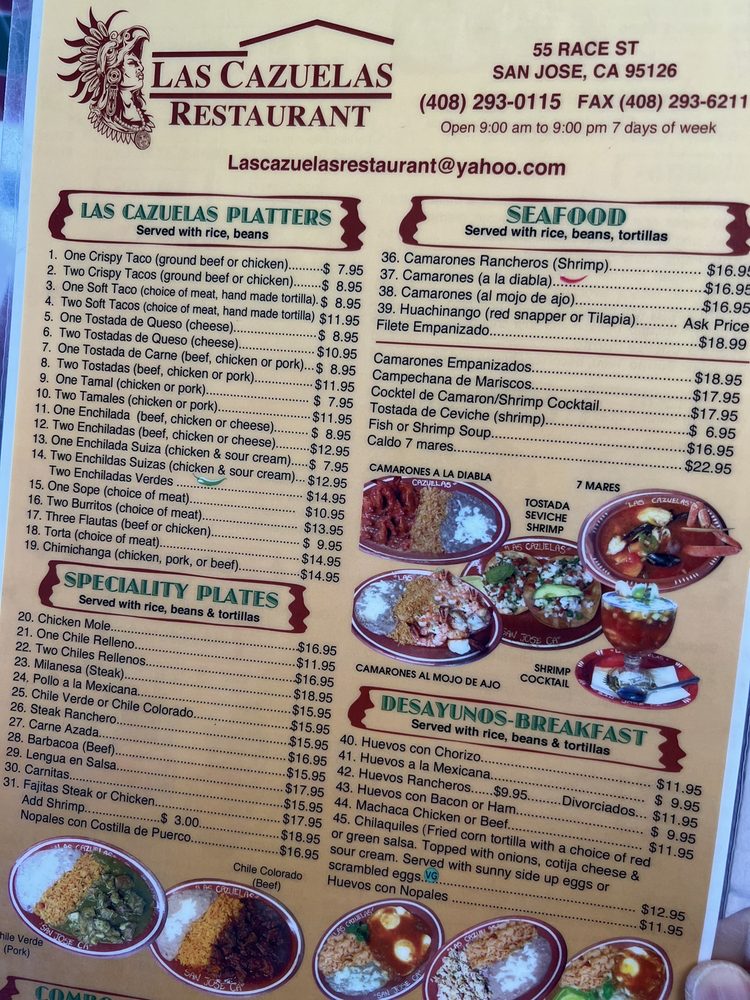 LAS CAZUELAS
RESTAURANT
55 RACE ST
SAN JOSE, CA 95126
(408) 293-0115 FAX (408) 293-6211
Open 9:00 am to 9:00 pm 7 days of week
Lascazuelasrestaurant@yahoo.com
LAS CAZUELAS PLATTERS
Served with rice, beans
1. One Crispy Taco (ground beef or chicken)..........$ 7.95
2. Two Crispy Tacos (ground beef or chicken)........$ 8.95
3. One Soft Taco (choice of meat, hand made tortilla).$ 8.95
4. Two Soft Tacos (choice of meat, hand made tortilla) $11.95
5. One Tostada de Queso (cheese).......................$ 8.95
6. Two Tostadas de Queso (cheese).....................$10.95
7. One Tostada de Carne (beef, chicken or pork)...$ 8.95
8. Two Tostadas (beef, chicken or pork)...............$11.95
9. One Tamal (chicken or pork)...........................$ 7.95
10. Two Tamales (chicken or pork).......................$11.95
11. One Enchilada (beef, chicken or cheese)........$ 8.95
12. Two Enchiladas (beef, chicken or cheese).......$12.95
13. One Enchilada Suiza (chicken & sour cream)....$ 7.95
14. Two Enchildas Suizas (chicken & sour cream)...$12.95
Two Enchiladas Verdes .................................$14.95
15. One Sope (choice of meat)............................$10.95
16. Two Burritos (choice of meat)........................$13.95
17. Three Flautas (beef or chicken).....................$ 9.95
18. Torta (choice of meat)...................................$14.95
19. Chimichanga (chicken, pork, or beef)..............$14.95
SPECIALITY PLATES
Served with rice, beans & tortillas
20. Chicken Mole..............................................$16.95
21. One Chile Relleno.......................................$11.95
22. Two Chiles Rellenos....................................$16.95
23. Milanesa (Steak).........................................$18.95
24. Pollo a la Mexicana.....................................$15.95
25. Chile Verde or Chile Colorado......................$15.95
26. Steak Ranchero..........................................$15.95
27. Carne Azada..............................................$16.95
28. Barbacoa (Beef).........................................$15.95
29. Lengua en Salsa........................................$17.95
30. Carnitas.....................................................$15.95
31. Fajitas Steak or Chicken.............................$17.95
Add Shrimp..................$ 3.00.....................$18.95
Nopales con Costilla de Puerco...................$16.95
SEAFOOD
Served with rice, beans, tortillas
36. Camarones Rancheros (Shrimp).......................$16.95
37. Camarones (a la diabla)..................................$16.95
38. Camarones (al mojo de ajo).............................$16.95
39. Huachinango (red snapper or Tilapia).......... Ask Price
Filete Empanizado..............................................$18.99
Camarones Empanizados....................................$18.95
Campechana de Mariscos...................................$17.95
Cocktel de Camaron/Shrimp Cocktail....................$17.95
Tostada de Ceviche (shrimp)...............................$ 6.95
Fish or Shrimp Soup...........................................$16.95
Caldo 7 mares....................................................$22.95
CAMARONES A LA DIABLA
TOSTADA
SEVICHE
SHRIMP
7 MARES
CAMARONES AL MOJO DE AJO
SHRIMP
COCKTAIL
DESAYUNOS-BREAKFAST
Served with rice, beans & tortillas
40. Huevos con Chorizo.......................................$11.95
41. Huevos a la Mexicana....................................$ 9.95
42. Huevos Rancheros......$9.95........Divorciados...$11.95
43. Huevos con Bacon or Ham.............................$ 9.95
44. Machaca Chicken or Beef..............................$11.95
45. Chilaquiles (Fried corn tortilla with a choice of red
or green salsa. Topped with onions, cotija cheese &
sour cream. Served with sunny side up eggs or
scrambled eggs.VG.............................................$12.95
Huevos con Nopales ...........................................$11.95
Chile Colorado
(Beef)
Chile Verde
(Pork)